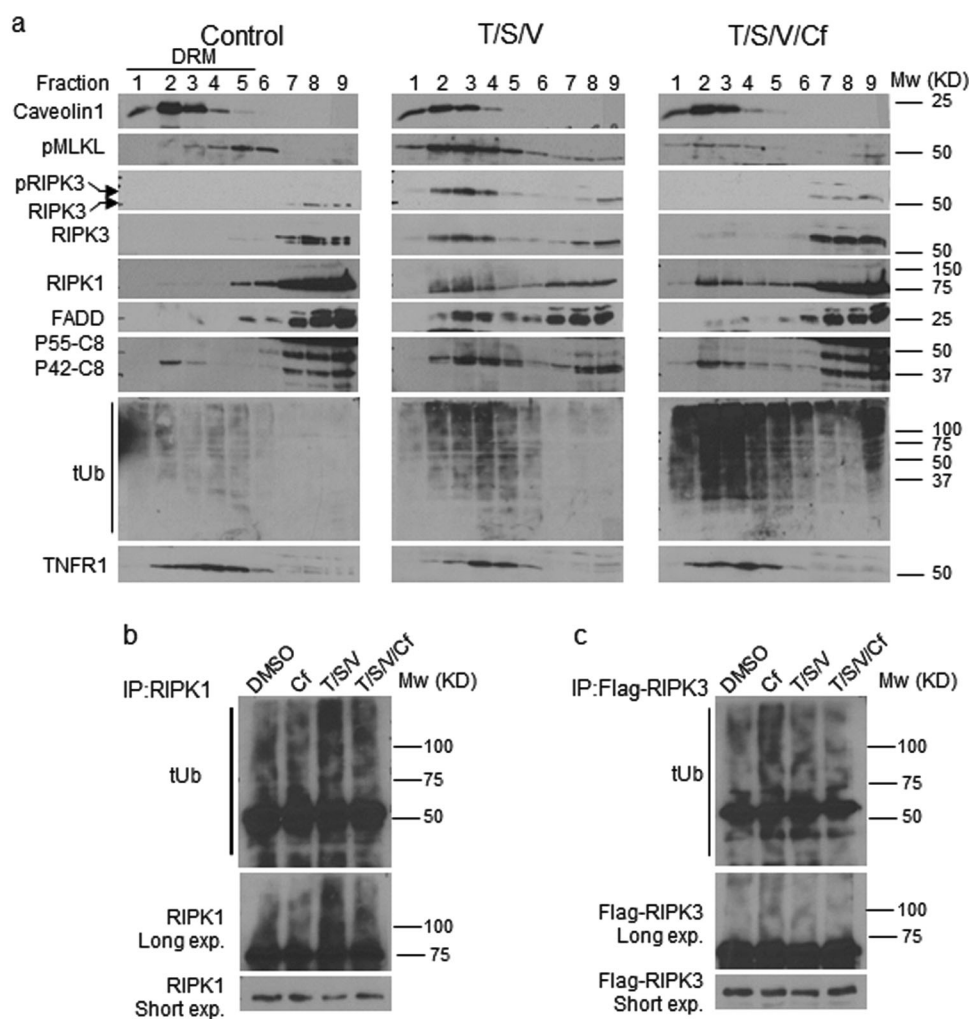 a
Control T/S/V T/S/V/Cf
DRM
Fraction 1 2 3 4 5 6 7 8 9 1 2 3 4 5 6 7 8 9 1 2 3 4 5 6 7 8 9 Mw (KD)
Caveolin1 25
pMLKL 50
pRIPK3
RIPK3 50
RIPK3 50
RIPK1 150
75
FADD 25
P55-C8 50
P42-C8 37
tUb 100
75
50
37
TNFR1 50
b
IP:RIPK1 DMSO Cf T/S/V T/S/V/Cf Mw (KD)
tUb 100
75
50
RIPK1
Long exp. 100
75
RIPK1
Short exp.
c
IP:Flag-RIPK3 DMSO Cf T/S/V T/S/V/Cf Mw (KD)
tUb 100
75
50
Flag-RIPK3
Long exp. 100
75
Flag-RIPK3
Short exp.